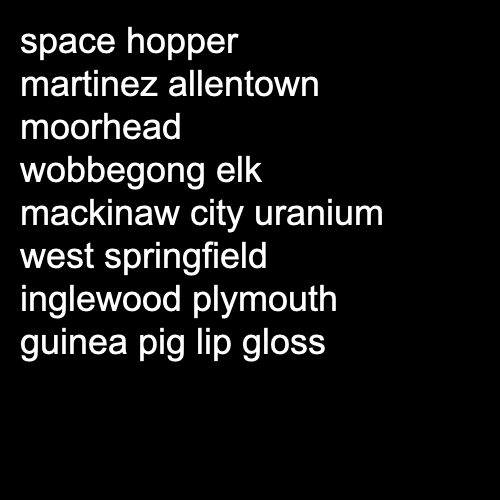 space hopper
martinez allentown
moorhead
wobbegong elk
mackinaw city uranium
west springfield
inglewood plymouth
guinea pig lip gloss